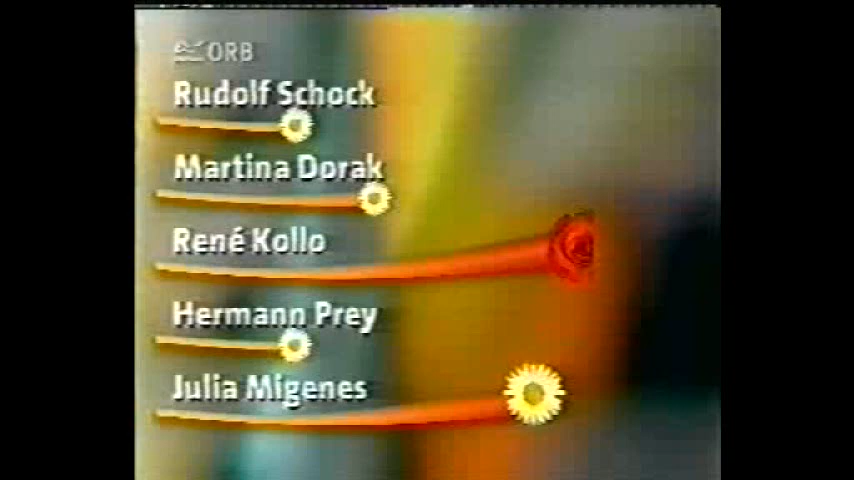 ORB
Rudolf Schock
Martina Dorak
René Kollo
Hermann Prey
Julia Migenes